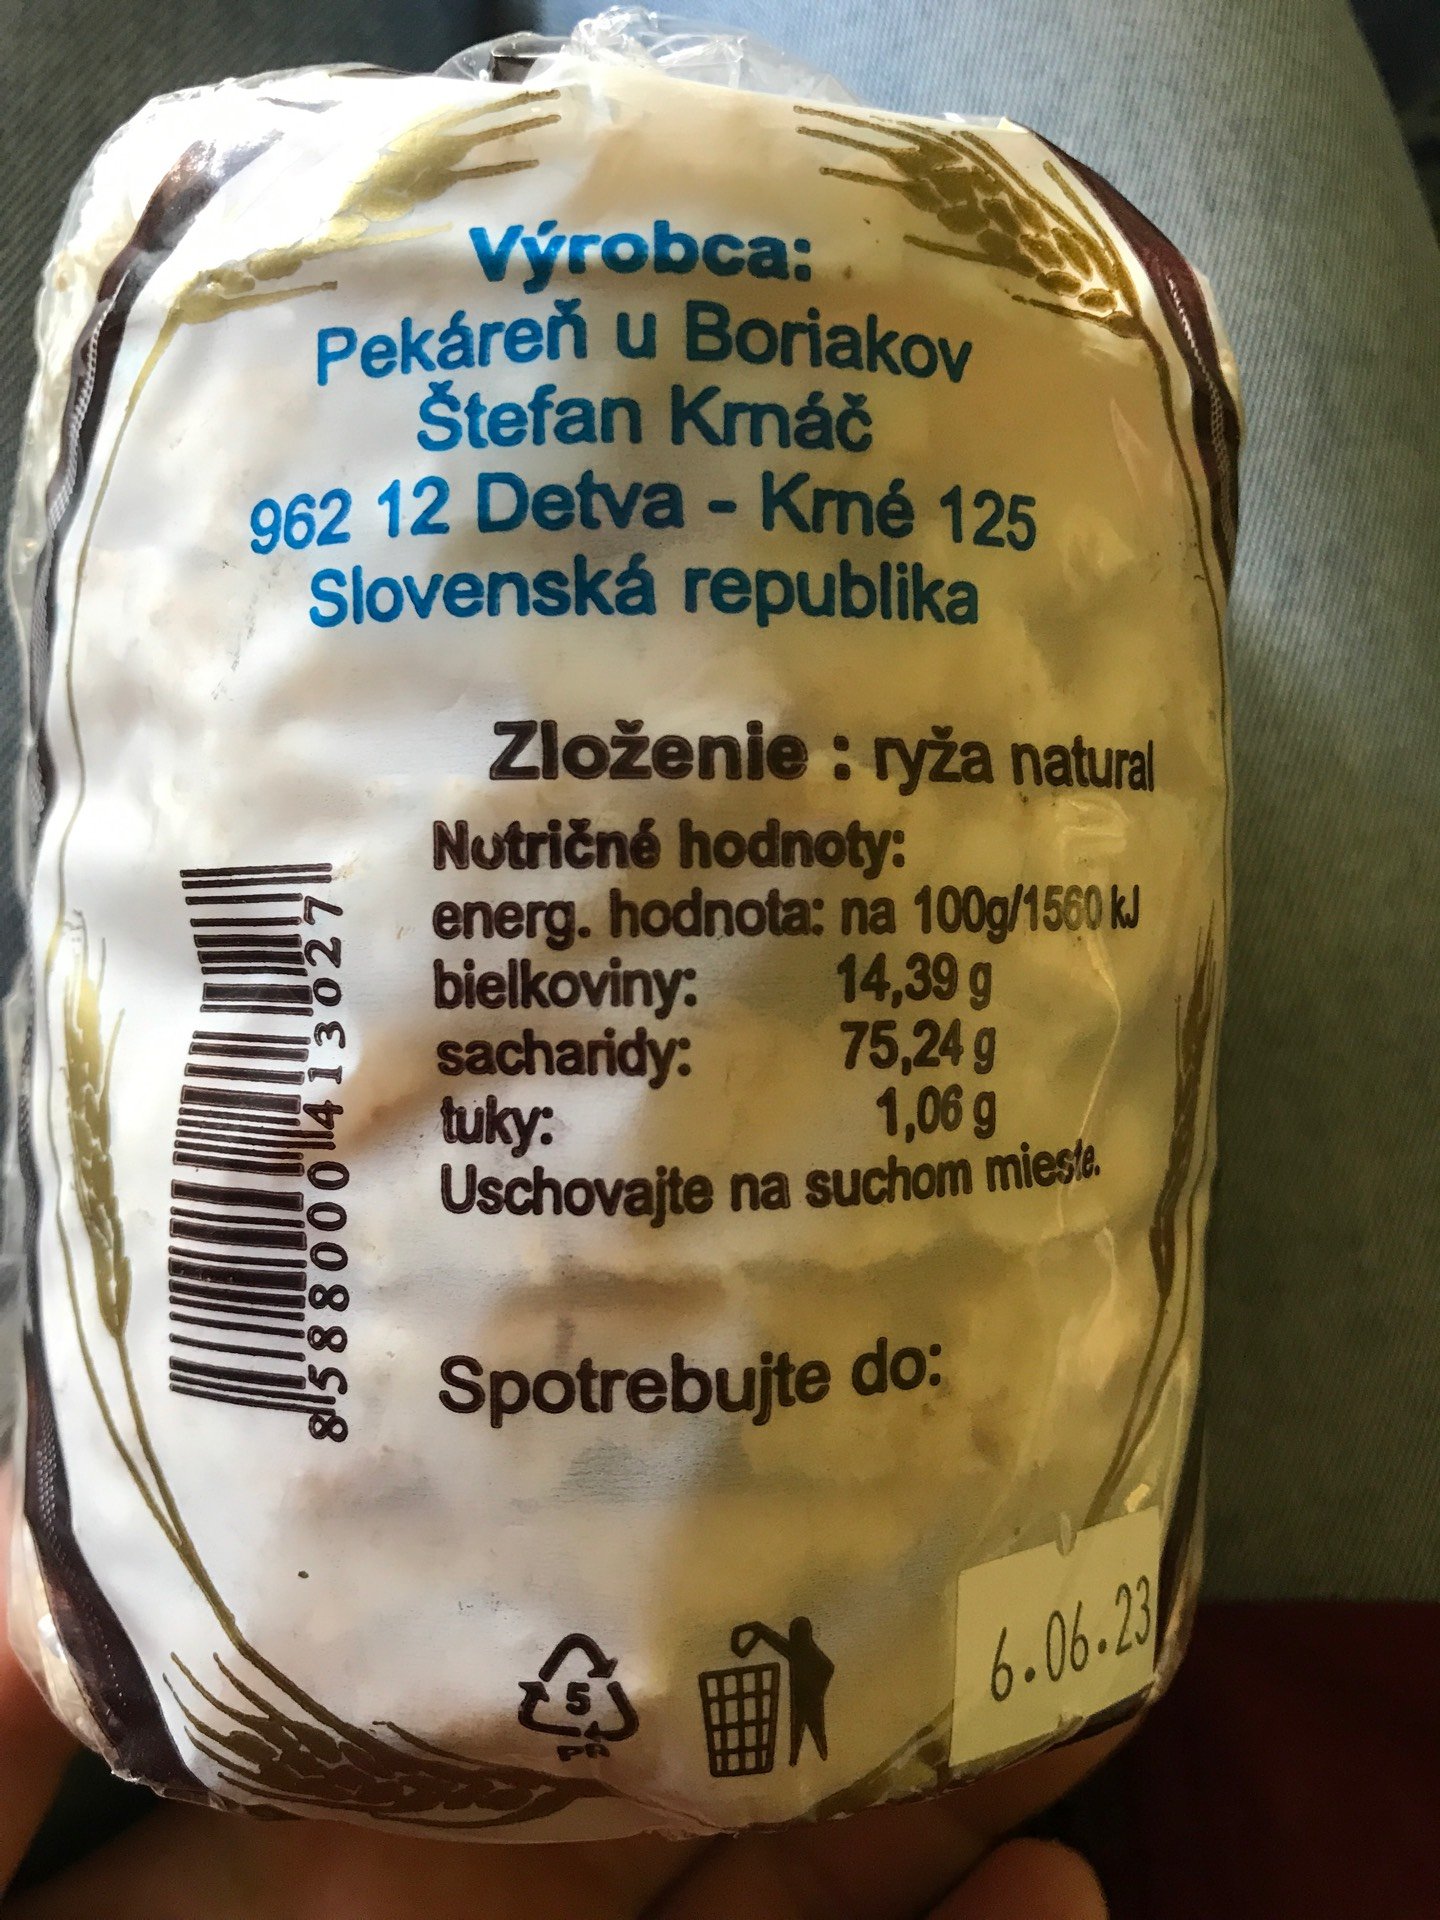 Výrobca:
Pekáreň u Boriakov
Štefan Krnáč
962 12 Detva - Krné 125
Slovenská republika
Zloženie : ryža natural
Nutričné hodnoty:
energ. hodnota: na 100g/1560 kJ
bielkoviny: 14,39 g
sacharidy: 75,24 g
tuky: 1,06 g
Uschovajte na suchom mieste.
8588000413027
Spotrebujte do:
6.06.23
5